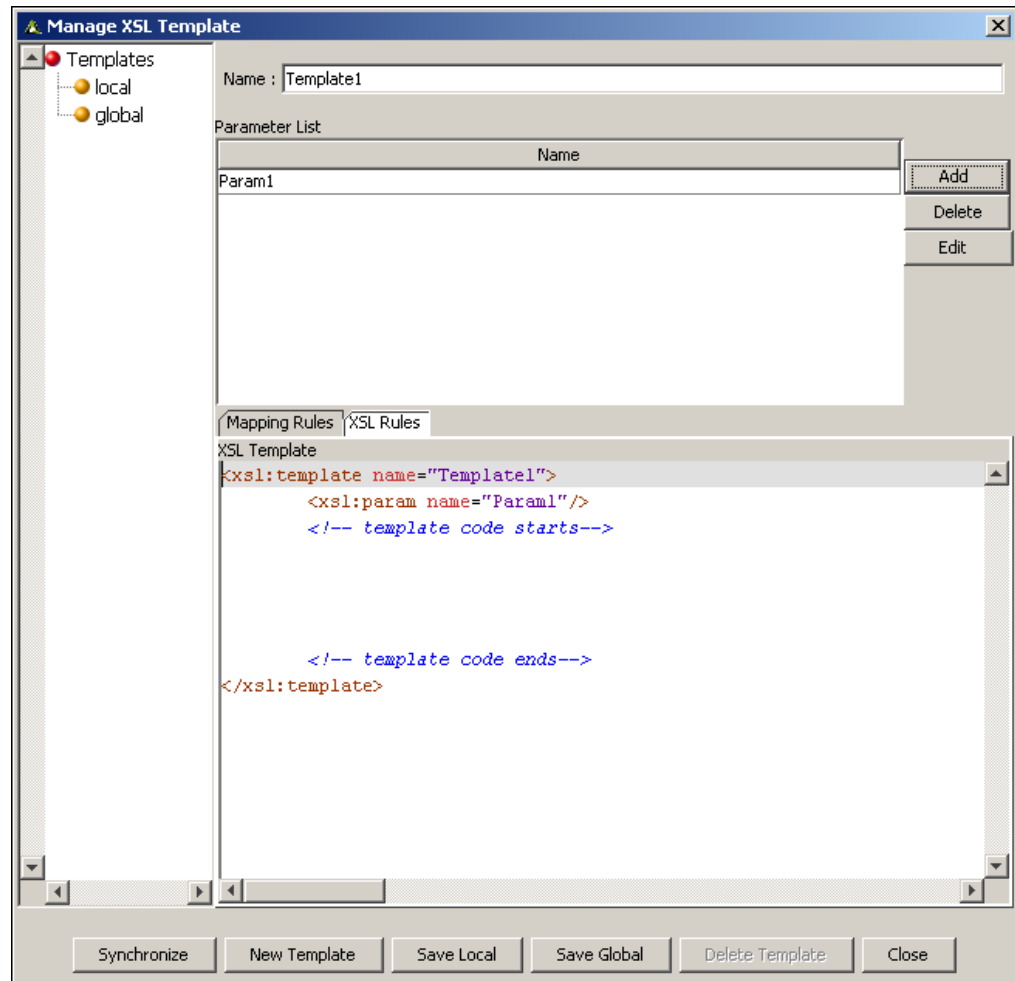 Manage XSL Template
Templates
local
global
Name : Template1
Parameter List
Name
Param1
Add
Delete
Edit
Mapping Rules XSL Rules
XSL Template
<xsl:template name="Template1">
<xsl:param name="Param1"/>
<!-- template code starts-->
<!-- template code ends-->
</xsl:template>
Synchronize New Template Save Local Save Global Delete Template Close